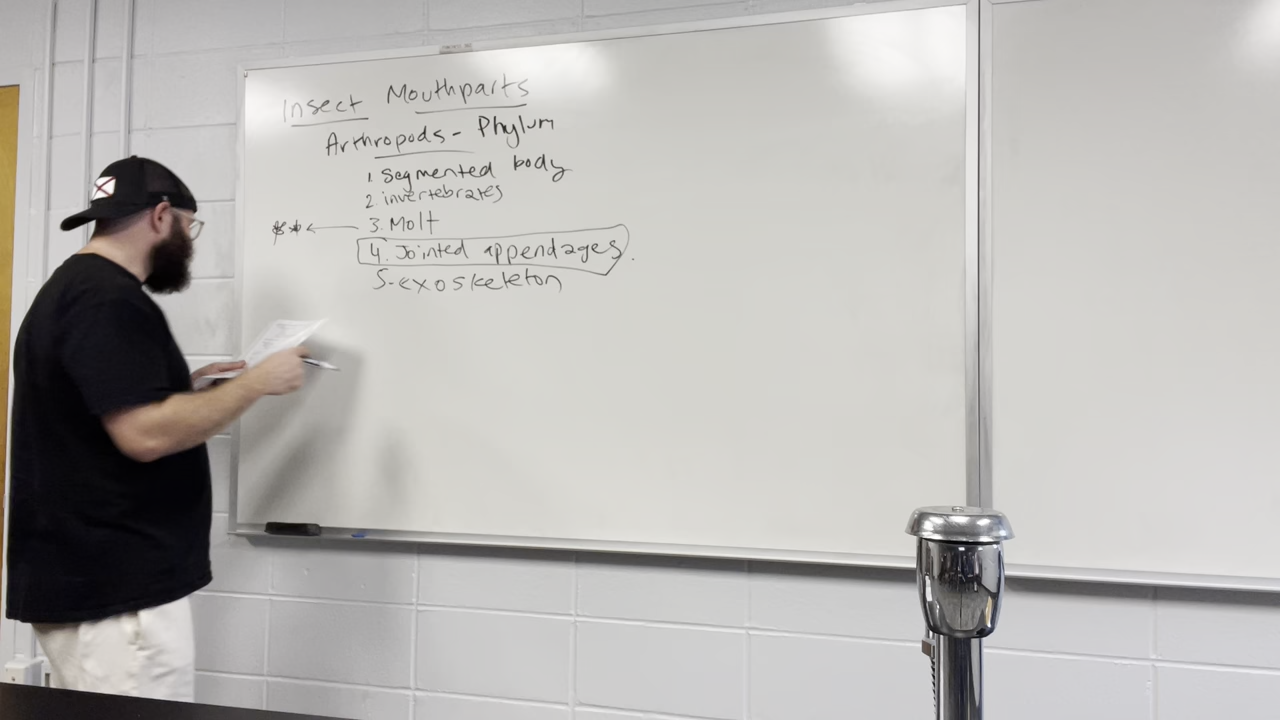 Insect Mouthparts
Arthropods - Phylum
1. Segmented body
2 invertebrates
** ← 3. Molt
4. Jointed appendages.
5-exoskeleton